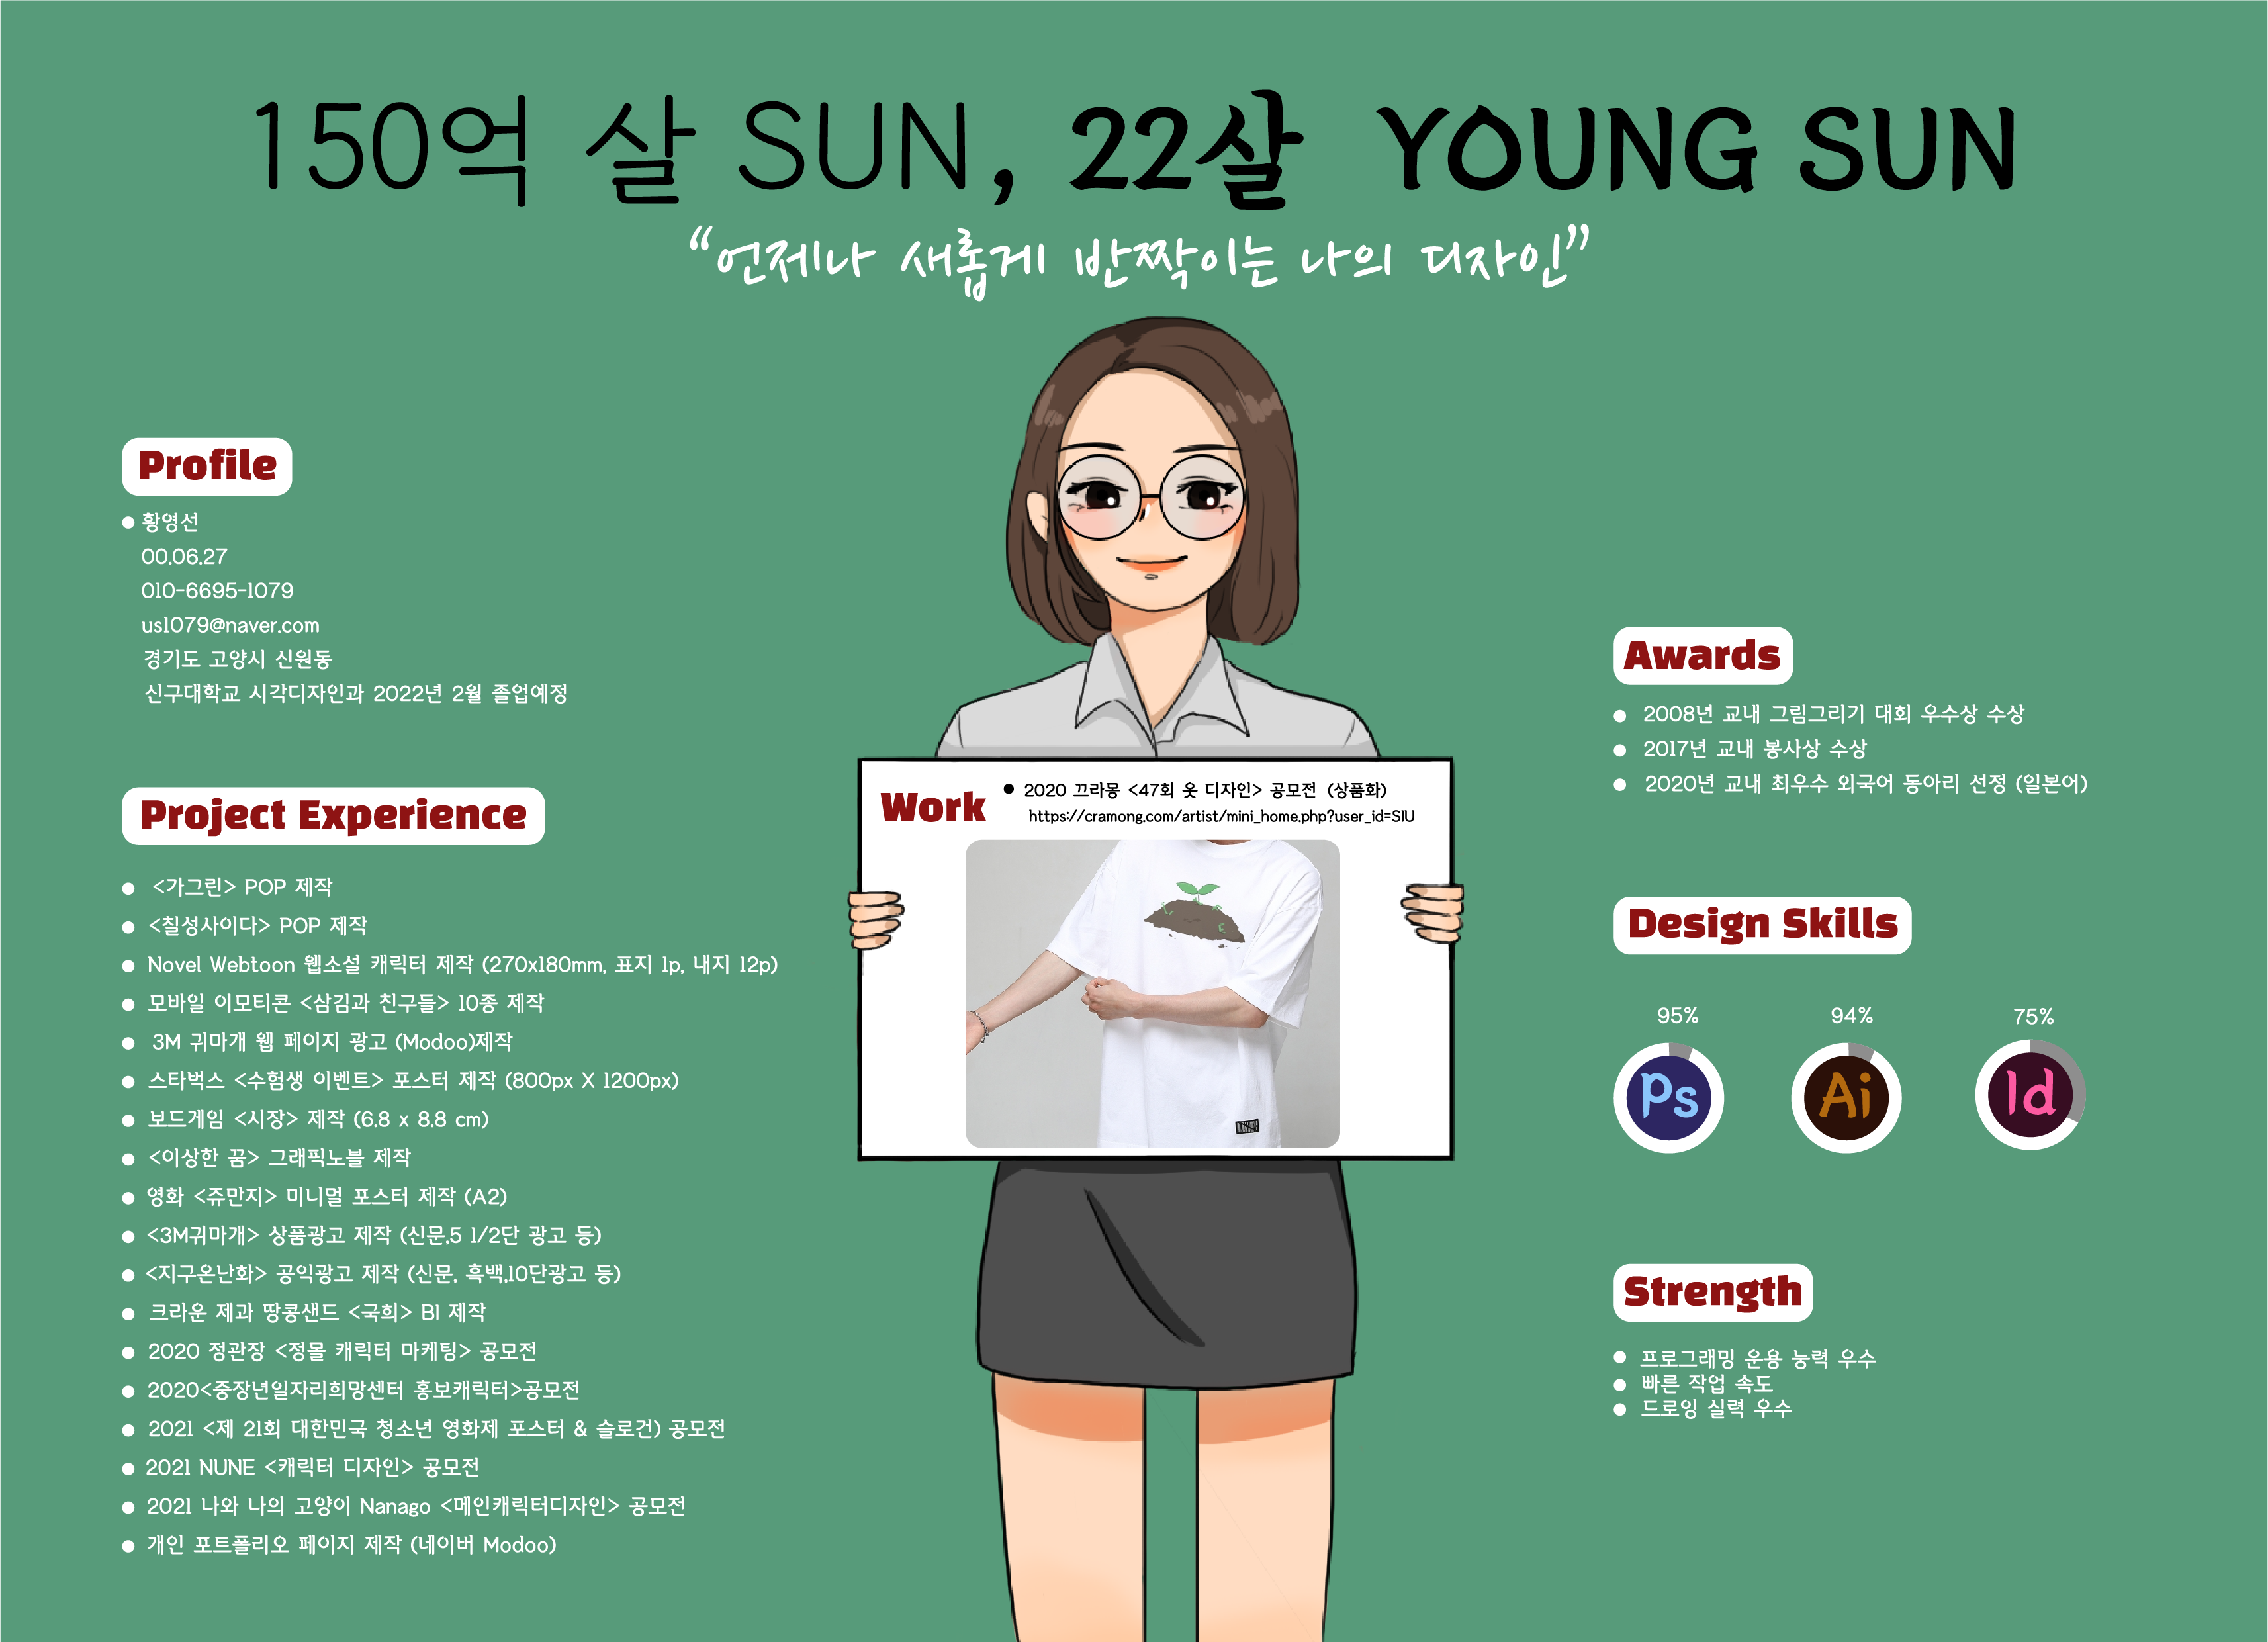 150억 살 SUN, 22살 YOUNG SUN
“언제나 새롭게 반짝이는 나의 디자인”
Profile
● 황영선
00.06.27
010-6695-1079
us1079@naver.com
경기도 고양시 신원동
신구대학교 시각디자인과 2022년 2월 졸업예정
Project Experience
● <가그린> POP 제작
● <칠성사이다> POP 제작
● Novel Webtoon 웹소설 캐릭터 제작 (270x180mm, 표지 1p, 내지 12p)
● 모바일 이모티콘 <삼김과 친구들> 10종 제작
● 3M 귀마개 웹 페이지 광고 (Modoo)제작
● 스타벅스 <수험생 이벤트> 포스터 제작 (800px X 1200px)
● 보드게임 <시장> 제작 (6.8 x 8.8 cm)
● <이상한 꿈> 그래픽노블 제작
● 영화 <쥬만지> 미니멀 포스터 제작 (A2)
● <3M귀마개> 상품광고 제작 (신문,5 1/2단 광고 등)
● <지구온난화> 공익광고 제작 (신문, 흑백,10단광고 등)
● 크라운 제과 땅콩샌드 <국희> BI 제작
● 2020 정관장 <정몰 캐릭터 마케팅> 공모전
● 2020<중장년일자리희망센터 홍보캐릭터>공모전
● 2021 <제 21회 대한민국 청소년 영화제 포스터 & 슬로건) 공모전
● 2021 NUNE <캐릭터 디자인> 공모전
● 2021 나와 나의 고양이 Nanago <메인캐릭터디자인> 공모전
● 개인 포트폴리오 페이지 제작 (네이버 Modoo)
Work
● 2020 끄라몽 <47회 옷 디자인> 공모전 (상품화)
https://cramong.com/artist/mini_home.php?user_id=SIU
Awards
● 2008년 교내 그림그리기 대회 우수상 수상
● 2017년 교내 봉사상 수상
● 2020년 교내 최우수 외국어 동아리 선정 (일본어)
Design Skills
95% 94% 75%
Ps Ai Id
Strength
● 프로그래밍 운용 능력 우수
● 빠른 작업 속도
● 드로잉 실력 우수